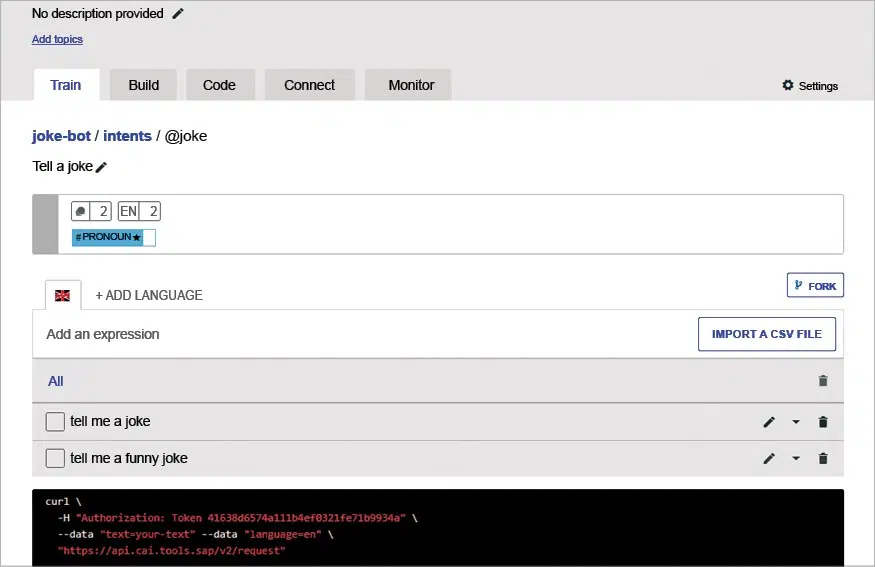 No description provided
Add topics
Train Build Code Connect Monitor Settings
joke-bot / intents / @joke
Tell a joke
2 EN 2
#PRONOUN★
+ ADD LANGUAGE
FORK
Add an expression
IMPORT A CSV FILE
All
tell me a joke
tell me a funny joke
curl \
-H "Authorization: Token 41638d6574a111b4ef0321fe71b9934a" \
--data "text=your-text" --data "language=en" \
"https://api.cai.tools.sap/v2/request"